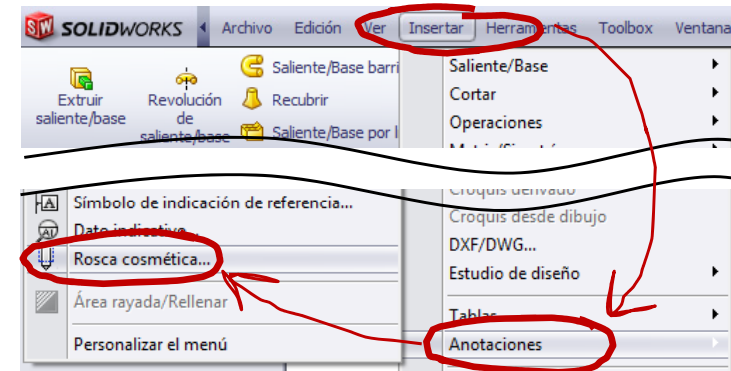 SW SOLIDWORKS Archivo Edición Ver Insertar Herramientas Toolbox Ventana
Extruir saliente/base
Revolución de saliente/base
Saliente/Base barri
Recubrir
Saliente/Base por l
Saliente/Base
Cortar
Operaciones
Croquis derivado
Croquis desde dibujo
DXF/DWG...
Estudio de diseño
Tablas
Anotaciones
Símbolo de indicación de referencia...
Dato indicativo...
Rosca cosmética...
Área rayada/Rellenar
Personalizar el menú